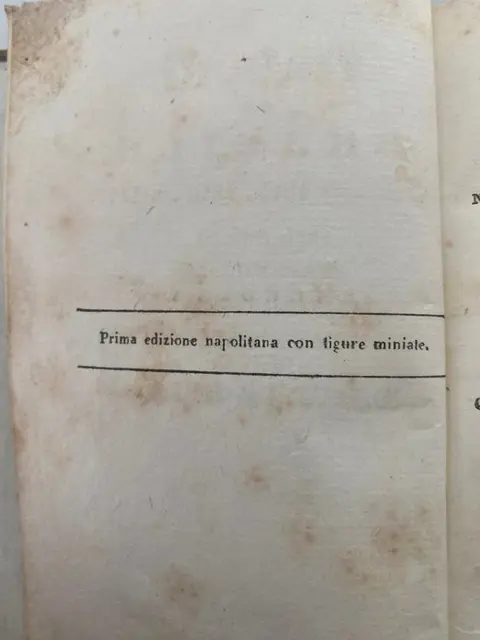 Prima edizione napolitana con figure miniate.
N